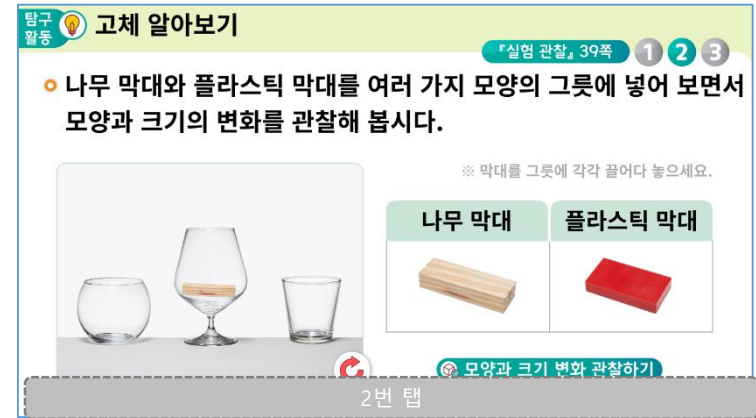 탐구
활동
고체 알아보기
『실험 관찰』 39쪽
1 2 3
나무 막대와 플라스틱 막대를 여러 가지 모양의 그릇에 넣어 보면서
모양과 크기의 변화를 관찰해 봅시다.
※ 막대를 그릇에 각각 끌어다 놓으세요.
나무 막대
플라스틱 막대
모양과 크기 변화 관찰하기
2번 탭